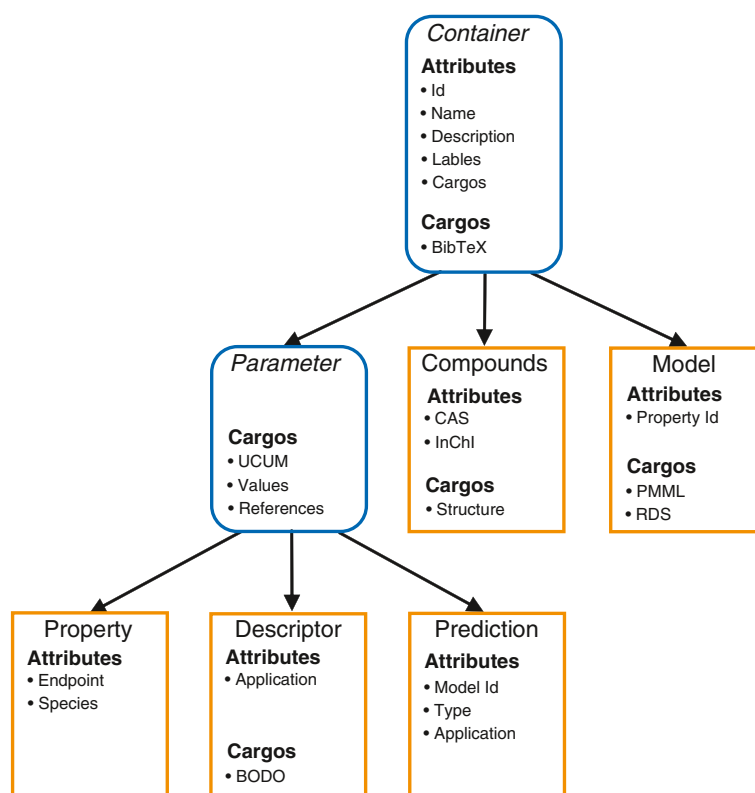 Container
Attributes
• Id
• Name
• Description
• Lables
• Cargos
Cargos
• BibTeX
Parameter
Cargos
• UCUM
• Values
• References
Compounds
Attributes
• CAS
• InChI
Cargos
• Structure
Model
Attributes
• Property Id
Cargos
• PMML
• RDS
Property
Attributes
• Endpoint
• Species
Descriptor
Attributes
• Application
Cargos
• BODO
Prediction
Attributes
• Model Id
• Type
• Application